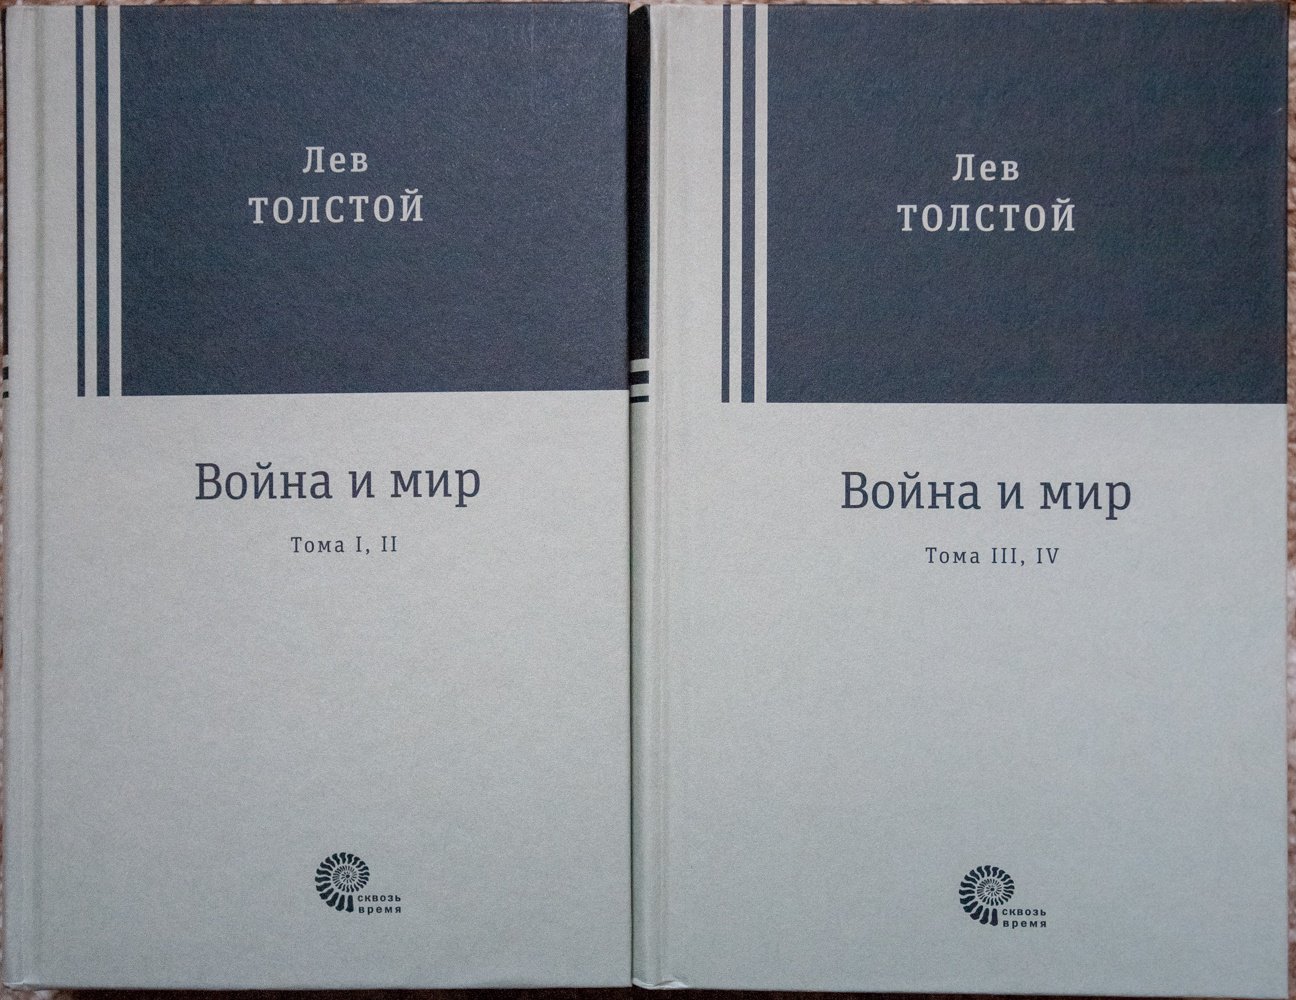 Лев
ТОЛСТОЙ
Война и мир
Тома I, II
сквозь
время
Лев
ТОЛСТОЙ
Война и мир
Тома III, IV
сквозь
время